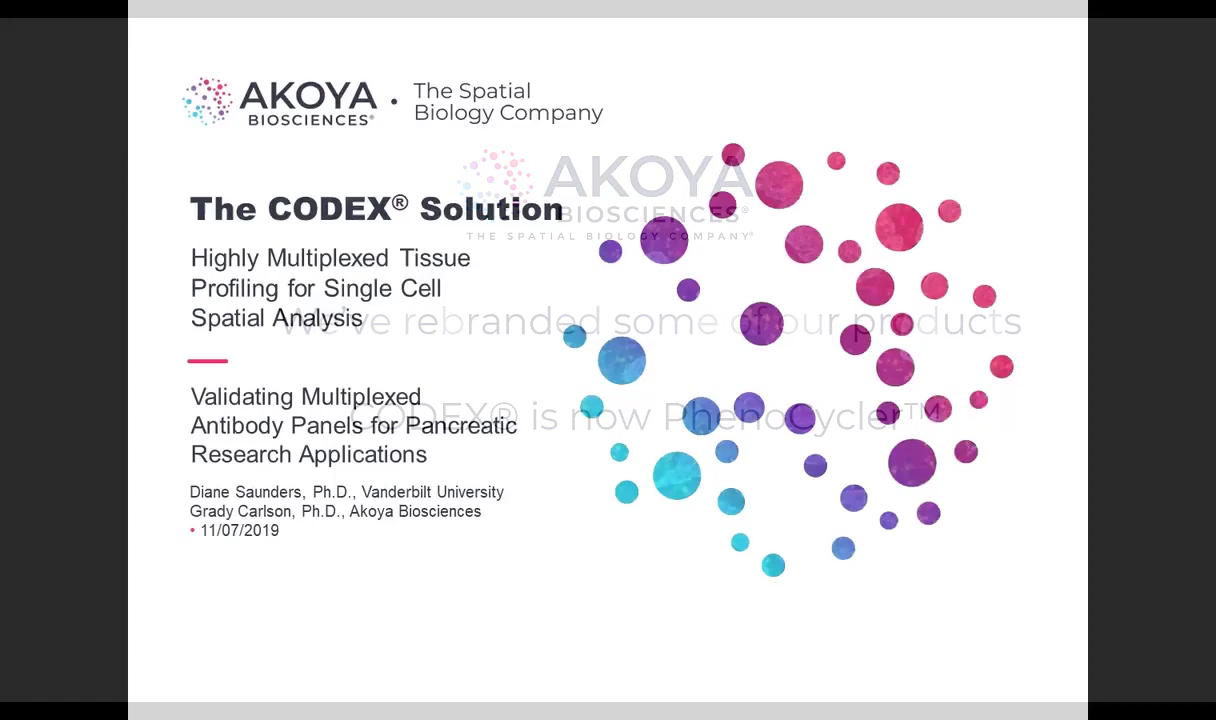 AKOYA
BIOSCIENCES®
• The Spatial
Biology Company
AKOYA
BIOSCIENCES®
THE SPATIAL BIOLOGY COMPANY®
The CODEX® Solution
Highly Multiplexed Tissue
Profiling for Single Cell
Spatial Analysis
We've rebranded some of our products
CODEX® is now PhenoCycler™
Validating Multiplexed
Antibody Panels for Pancreatic
Research Applications
Diane Saunders, Ph.D., Vanderbilt University
Grady Carlson, Ph.D., Akoya Biosciences
• 11/07/2019